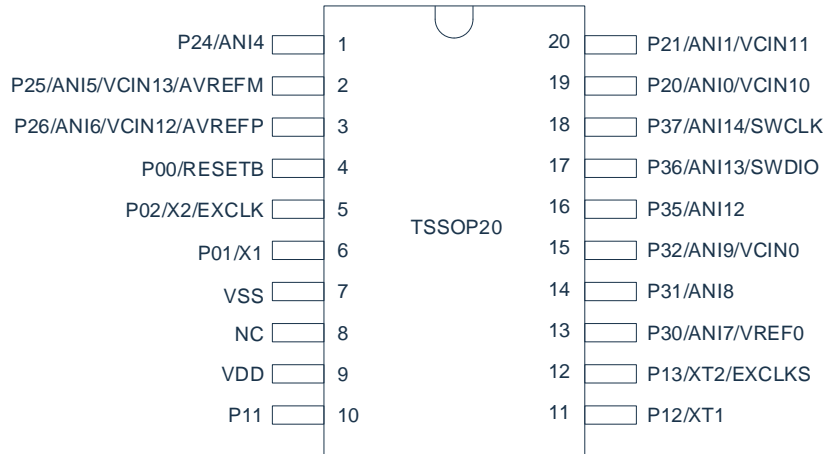 P24/ANI4 1 20 P21/ANI1/VCIN11
P25/ANI5/VCIN13/AVREFM 2 19 P20/ANI0/VCIN10
P26/ANI6/VCIN12/AVREFP 3 18 P37/ANI14/SWCLK
P00/RESETB 4 17 P36/ANI13/SWDIO
P02/X2/EXCLK 5 16 P35/ANI12
TSSOP20
P01/X1 6 15 P32/ANI9/VCIN0
VSS 7 14 P31/ANI8
NC 8 13 P30/ANI7/VREF0
VDD 9 12 P13/XT2/EXCLKS
P11 10 11 P12/XT1